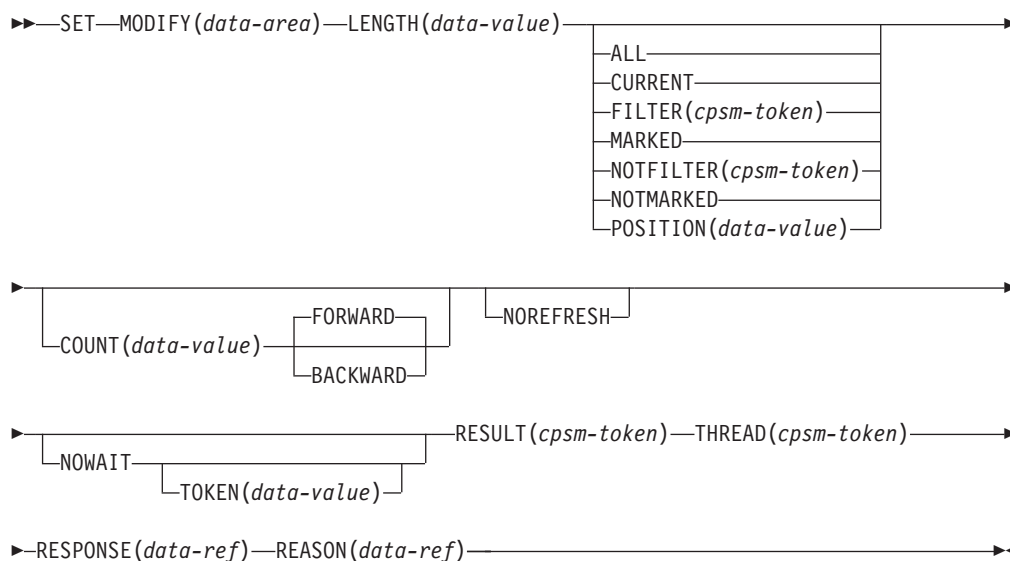 SET MODIFY(data-area) LENGTH(data-value)
ALL
CURRENT
FILTER(cpsm-token)
MARKED
NOTFILTER(cpsm-token)
NOTMARKED
POSITION(data-value)
FORWARD
NOREFRESH
COUNT(data-value)
BACKWARD
RESULT(cpsm-token) THREAD(cpsm-token)
NOWAIT
TOKEN(data-value)
RESPONSE(data-ref) REASON(data-ref)